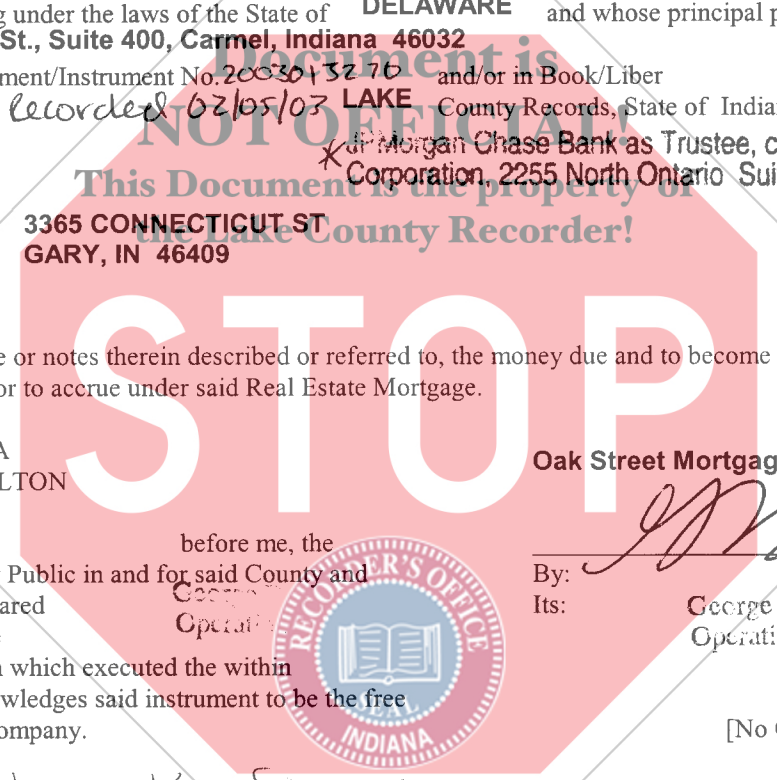 g under the laws of the State of DELAWARE and whose principal p
St., Suite 400, Carmel, Indiana 46032
Document is
ment/Instrument No. 2003013270 and/or in Book/Liber
Recorded 02/05/03 LAKE County Records, State of India
NOT OFFICIAL!
*JP Morgan Chase Bank as Trustee, c
Corporation, 2255 North Ontario Sui
This Document is the property of
3365 CONNECTICUT ST
the Lake County Recorder!
GARY, IN 46409
STOP
e or notes therein described or referred to, the money due and to become
or to accrue under said Real Estate Mortgage.
A
LTON
Oak Street Mortgag
before me, the
Public in and for said County and
By:
ared George
Its: George
Operati
Operati
which executed the within
wledges said instrument to be the free
ompany.
[No
RECORDER'S OFFICE
SEAL
INDIANA